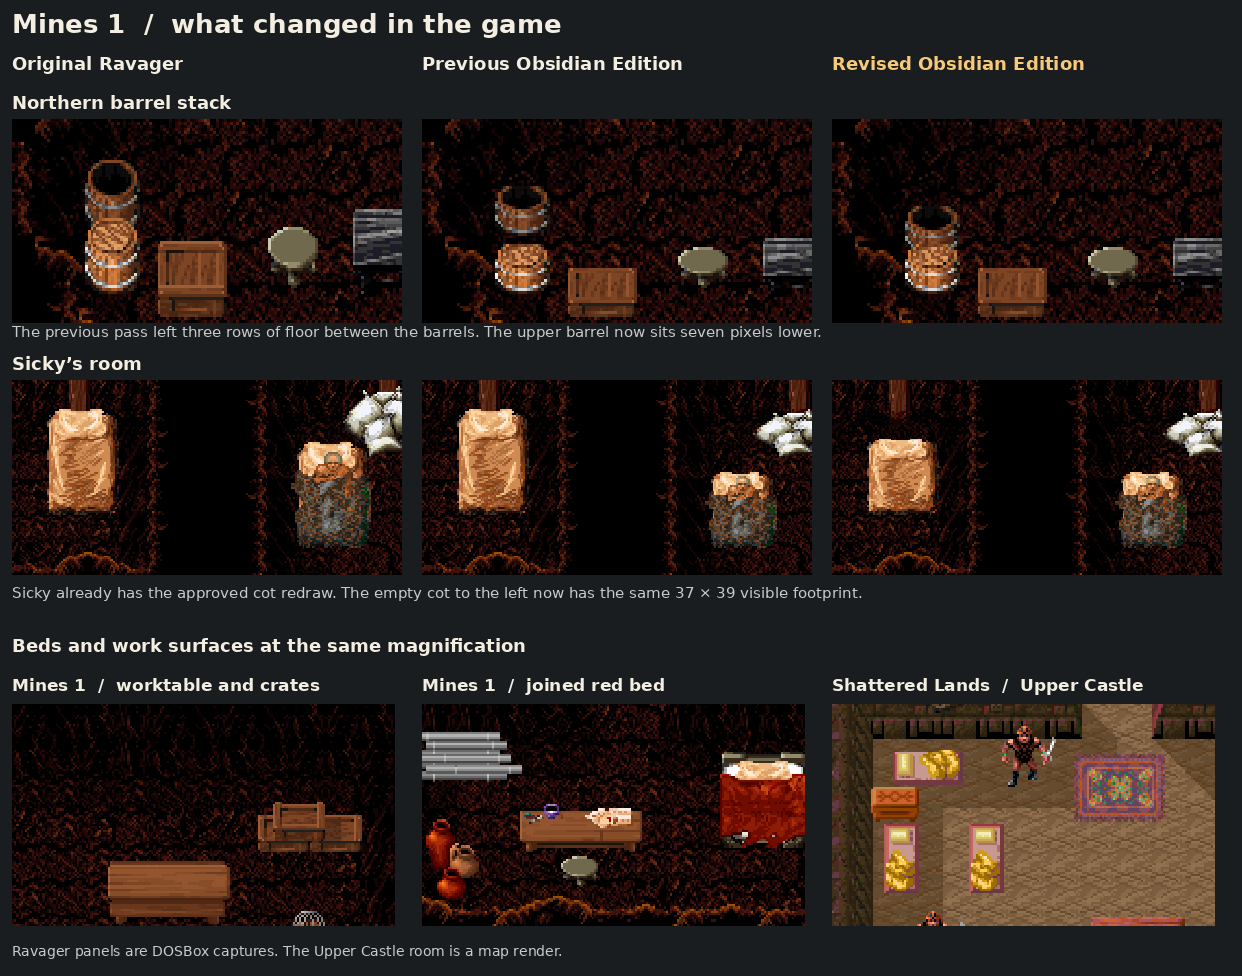 Mines 1 / what changed in the game
Original Ravager
Previous Obsidian Edition
Revised Obsidian Edition
Northern barrel stack
The previous pass left three rows of floor between the barrels. The upper barrel now sits seven pixels lower.
Sicky’s room
Sicky already has the approved cot redraw. The empty cot to the left now has the same 37 × 39 visible footprint.
Beds and work surfaces at the same magnification
Mines 1 / worktable and crates
Mines 1 / joined red bed
Shattered Lands / Upper Castle
Ravager panels are DOSBox captures. The Upper Castle room is a map render.